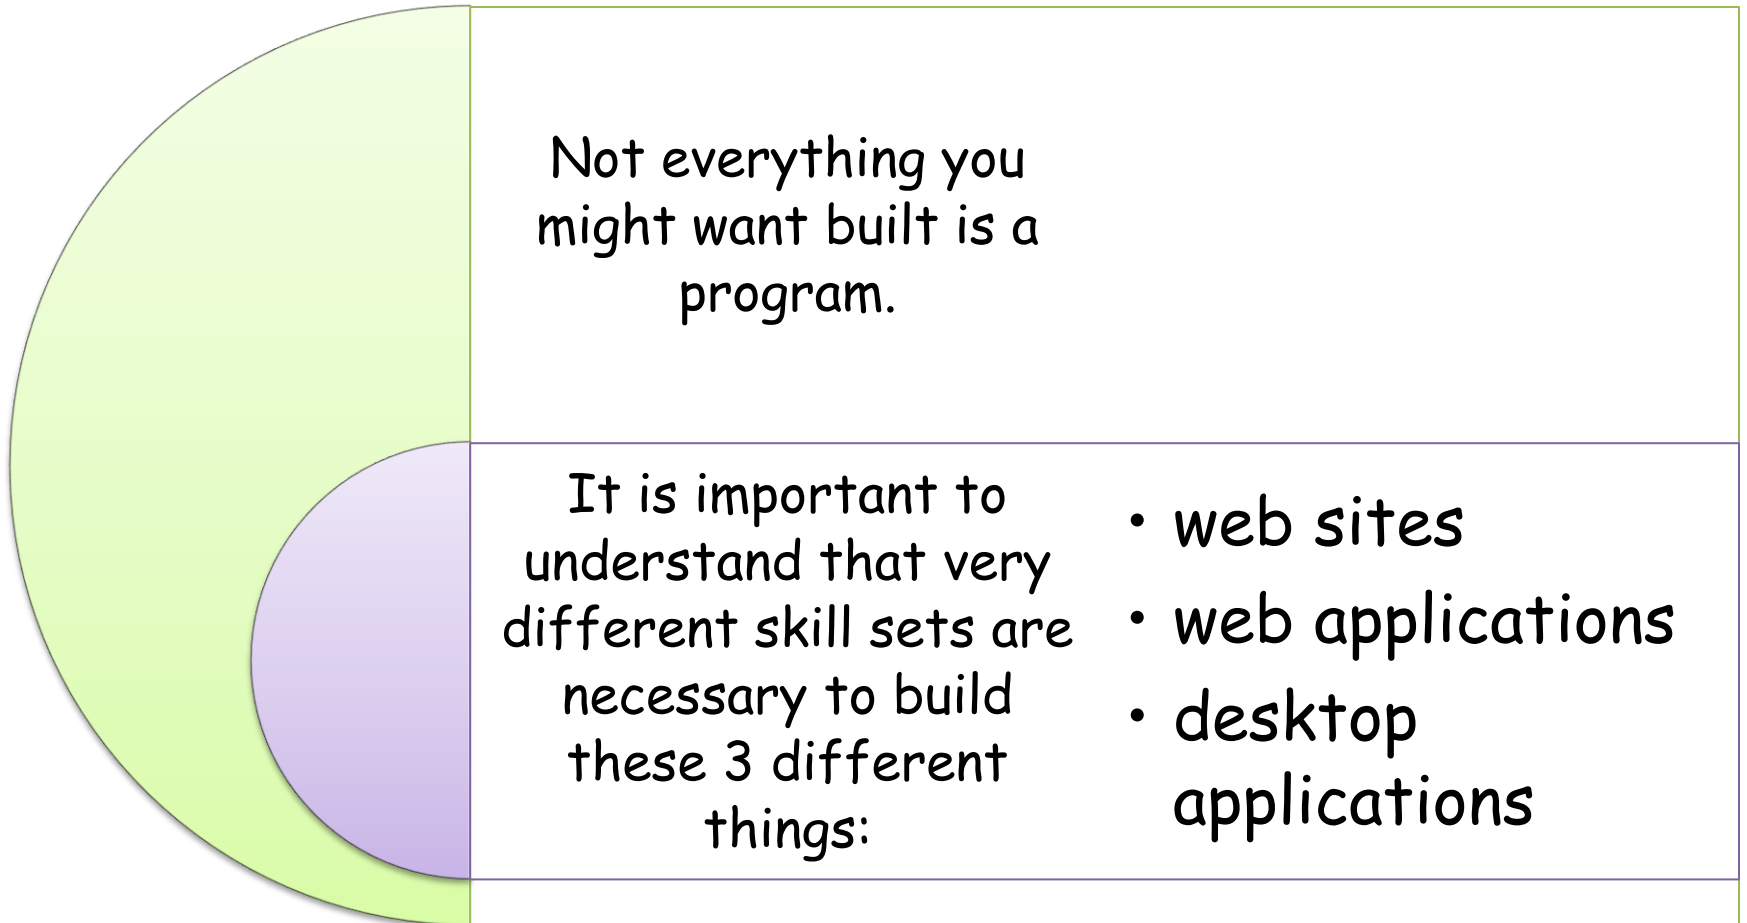 Not everything you
might want built is a
program.
It is important to
understand that very
different skill sets are
necessary to build
these 3 different
things:
• web sites
• web applications
• desktop
applications